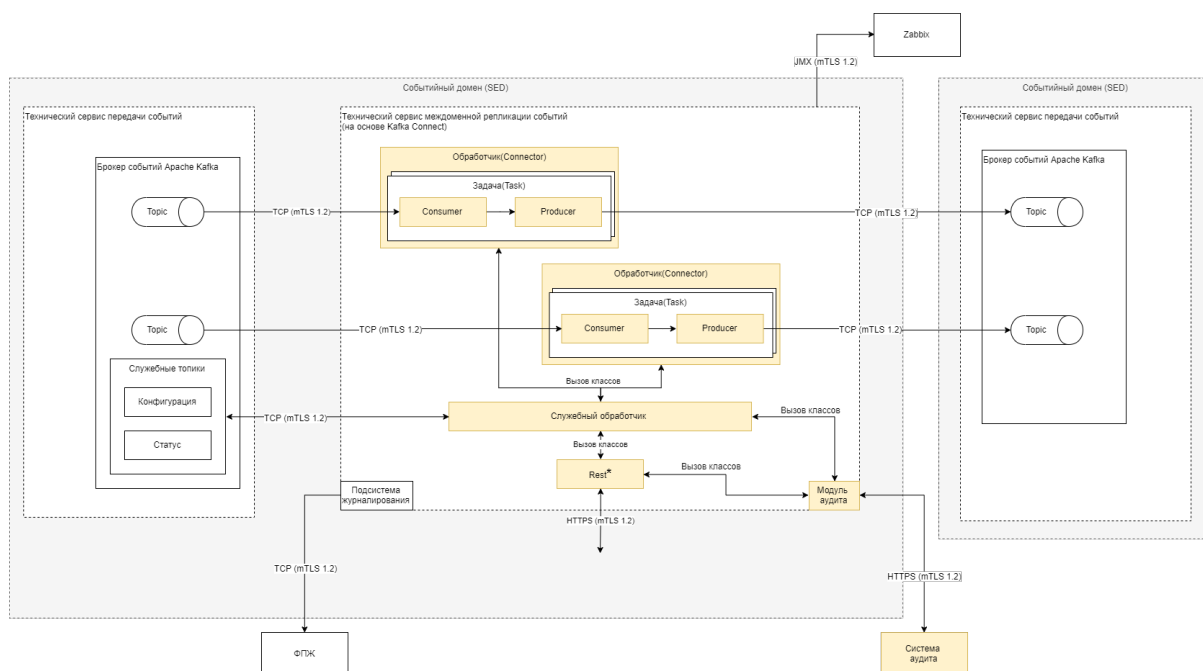 Zabbix
JMX (mTLS 1.2)
Событийный домен (SED)
Событийный домен (SED)
Технический сервис передачи событий
Технический сервис междоменной репликации событий
(на основе Kafka Connect)
Технический сервис передачи событий
Брокер событий Apache Kafka
Обработчик(Connector)
Брокер событий Apache Kafka
Задача(Task)
Topic
TCP (mTLS 1.2)
Consumer
Producer
TCP (mTLS 1.2)
Topic
Обработчик(Connector)
Задача(Task)
Topic
TCP (mTLS 1.2)
Consumer
Producer
TCP (mTLS 1.2)
Topic
Служебные топики
Конфигурация
Статус
Вызов классов
TCP (mTLS 1.2)
Служебный обработчик
Вызов классов
Вызов классов
Rest*
Вызов классов
Подсистема
журналирования
Модуль
аудита
HTTPS (mTLS 1.2)
TCP (mTLS 1.2)
HTTPS (mTLS 1.2)
ФПЖ
Система
аудита